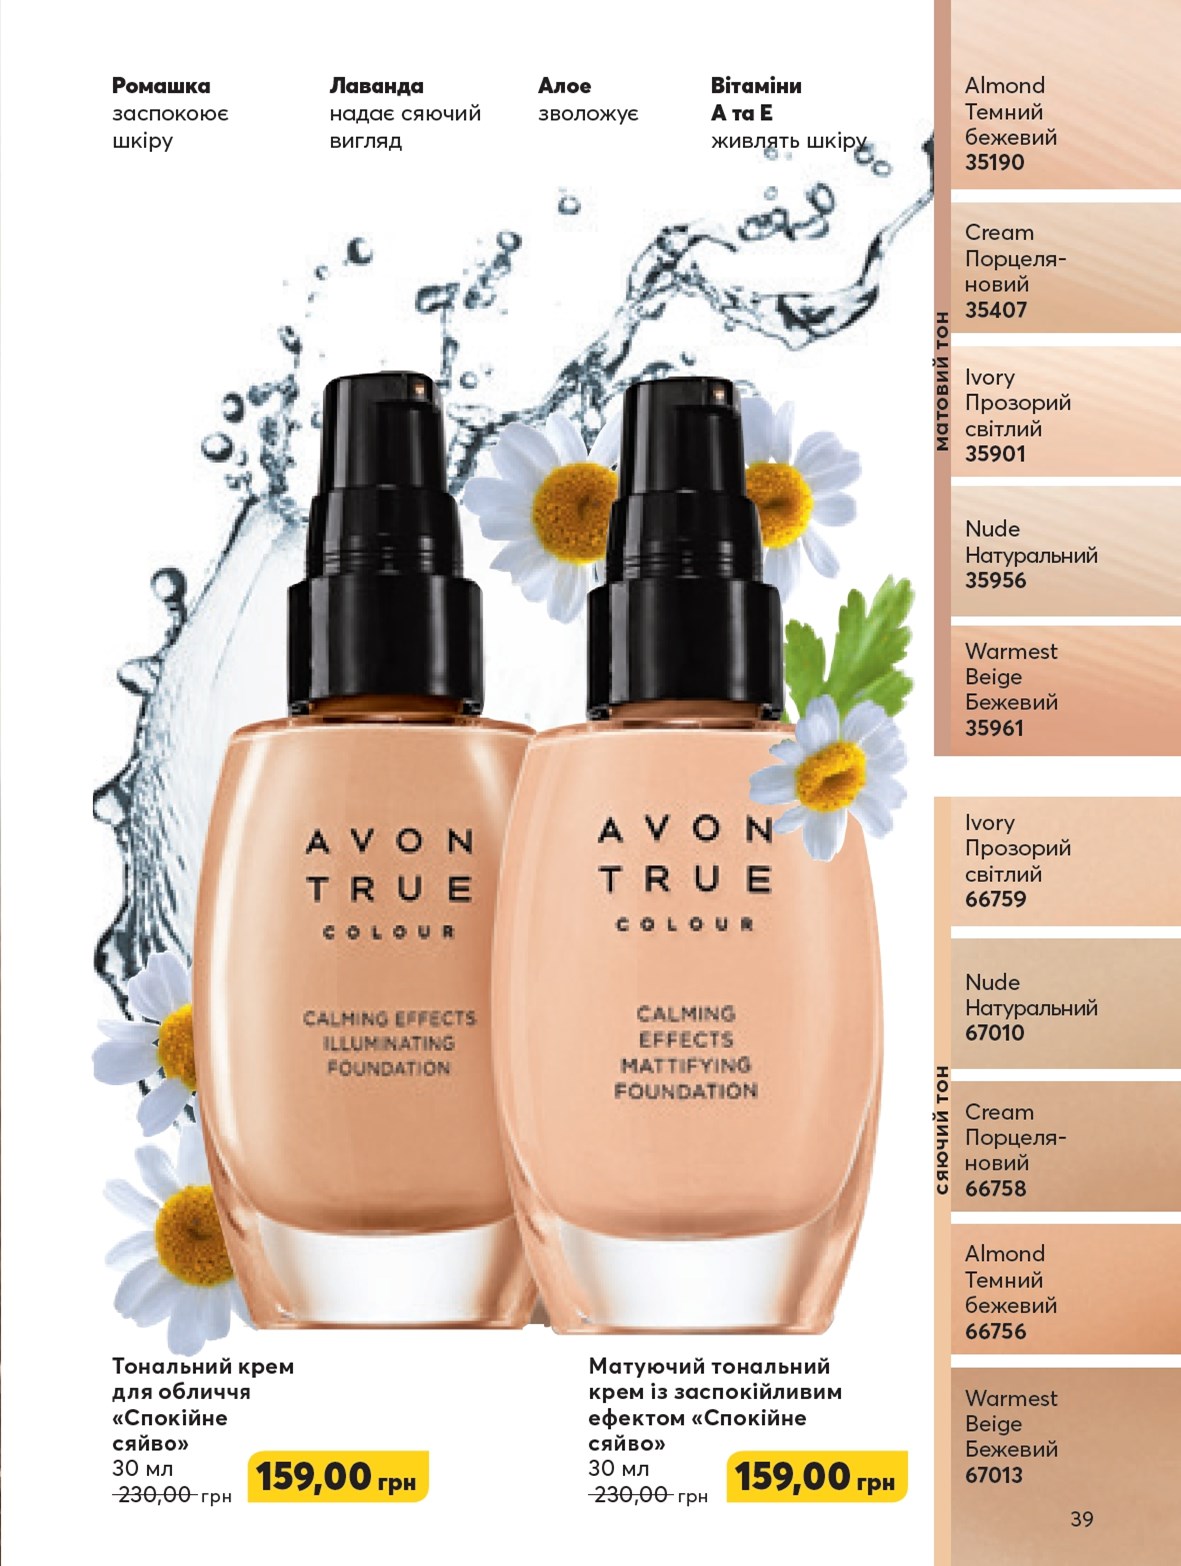 Ромашка
заспокоює
шкіру
Лаванда
надає сяючий
вигляд
Алое
зволожує
Вітаміни
А та Е
живлять шкіру
AVON
TRUE
COLOUR
CALMING EFFECTS
ILLUMINATING
FOUNDATION
AVON
TRUE
COLOUR
CALMING
EFFECTS
MATTIFYING
FOUNDATION
Тональний крем
для обличчя
«Спокійне
сяйво»
30 мл
230,00 грн
159,00 грн
Матуючий тональний
крем із заспокійливим
ефектом «Спокійне
сяйво»
30 мл
230,00 грн
159,00 грн
матовий тон
Almond
Темний
бежевий
35190
Cream
Порцеля-
новий
35407
Ivory
Прозорий
світлий
35901
Nude
Натуральний
35956
Warmest
Beige
Бежевий
35961
сяючий тон
Ivory
Прозорий
світлий
66759
Nude
Натуральний
67010
Cream
Порцеля-
новий
66758
Almond
Темний
бежевий
66756
Warmest
Beige
Бежевий
67013
39